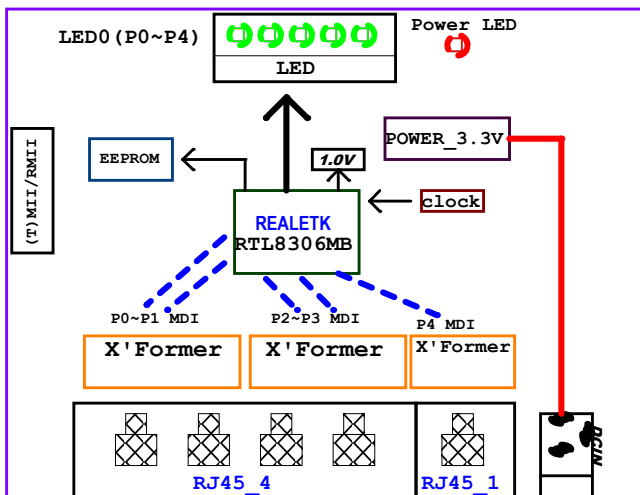 LED0(P0~P4)
Power LED
LED
(T)MII/RMII
EEPROM
1.0V
POWER_3.3V
clock
REALETK
RTL8306MB
P0~P1 MDI
P2~P3 MDI
P4 MDI
X'Former
X'Former
X'Former
RJ45_4
RJ45_1
DCIN